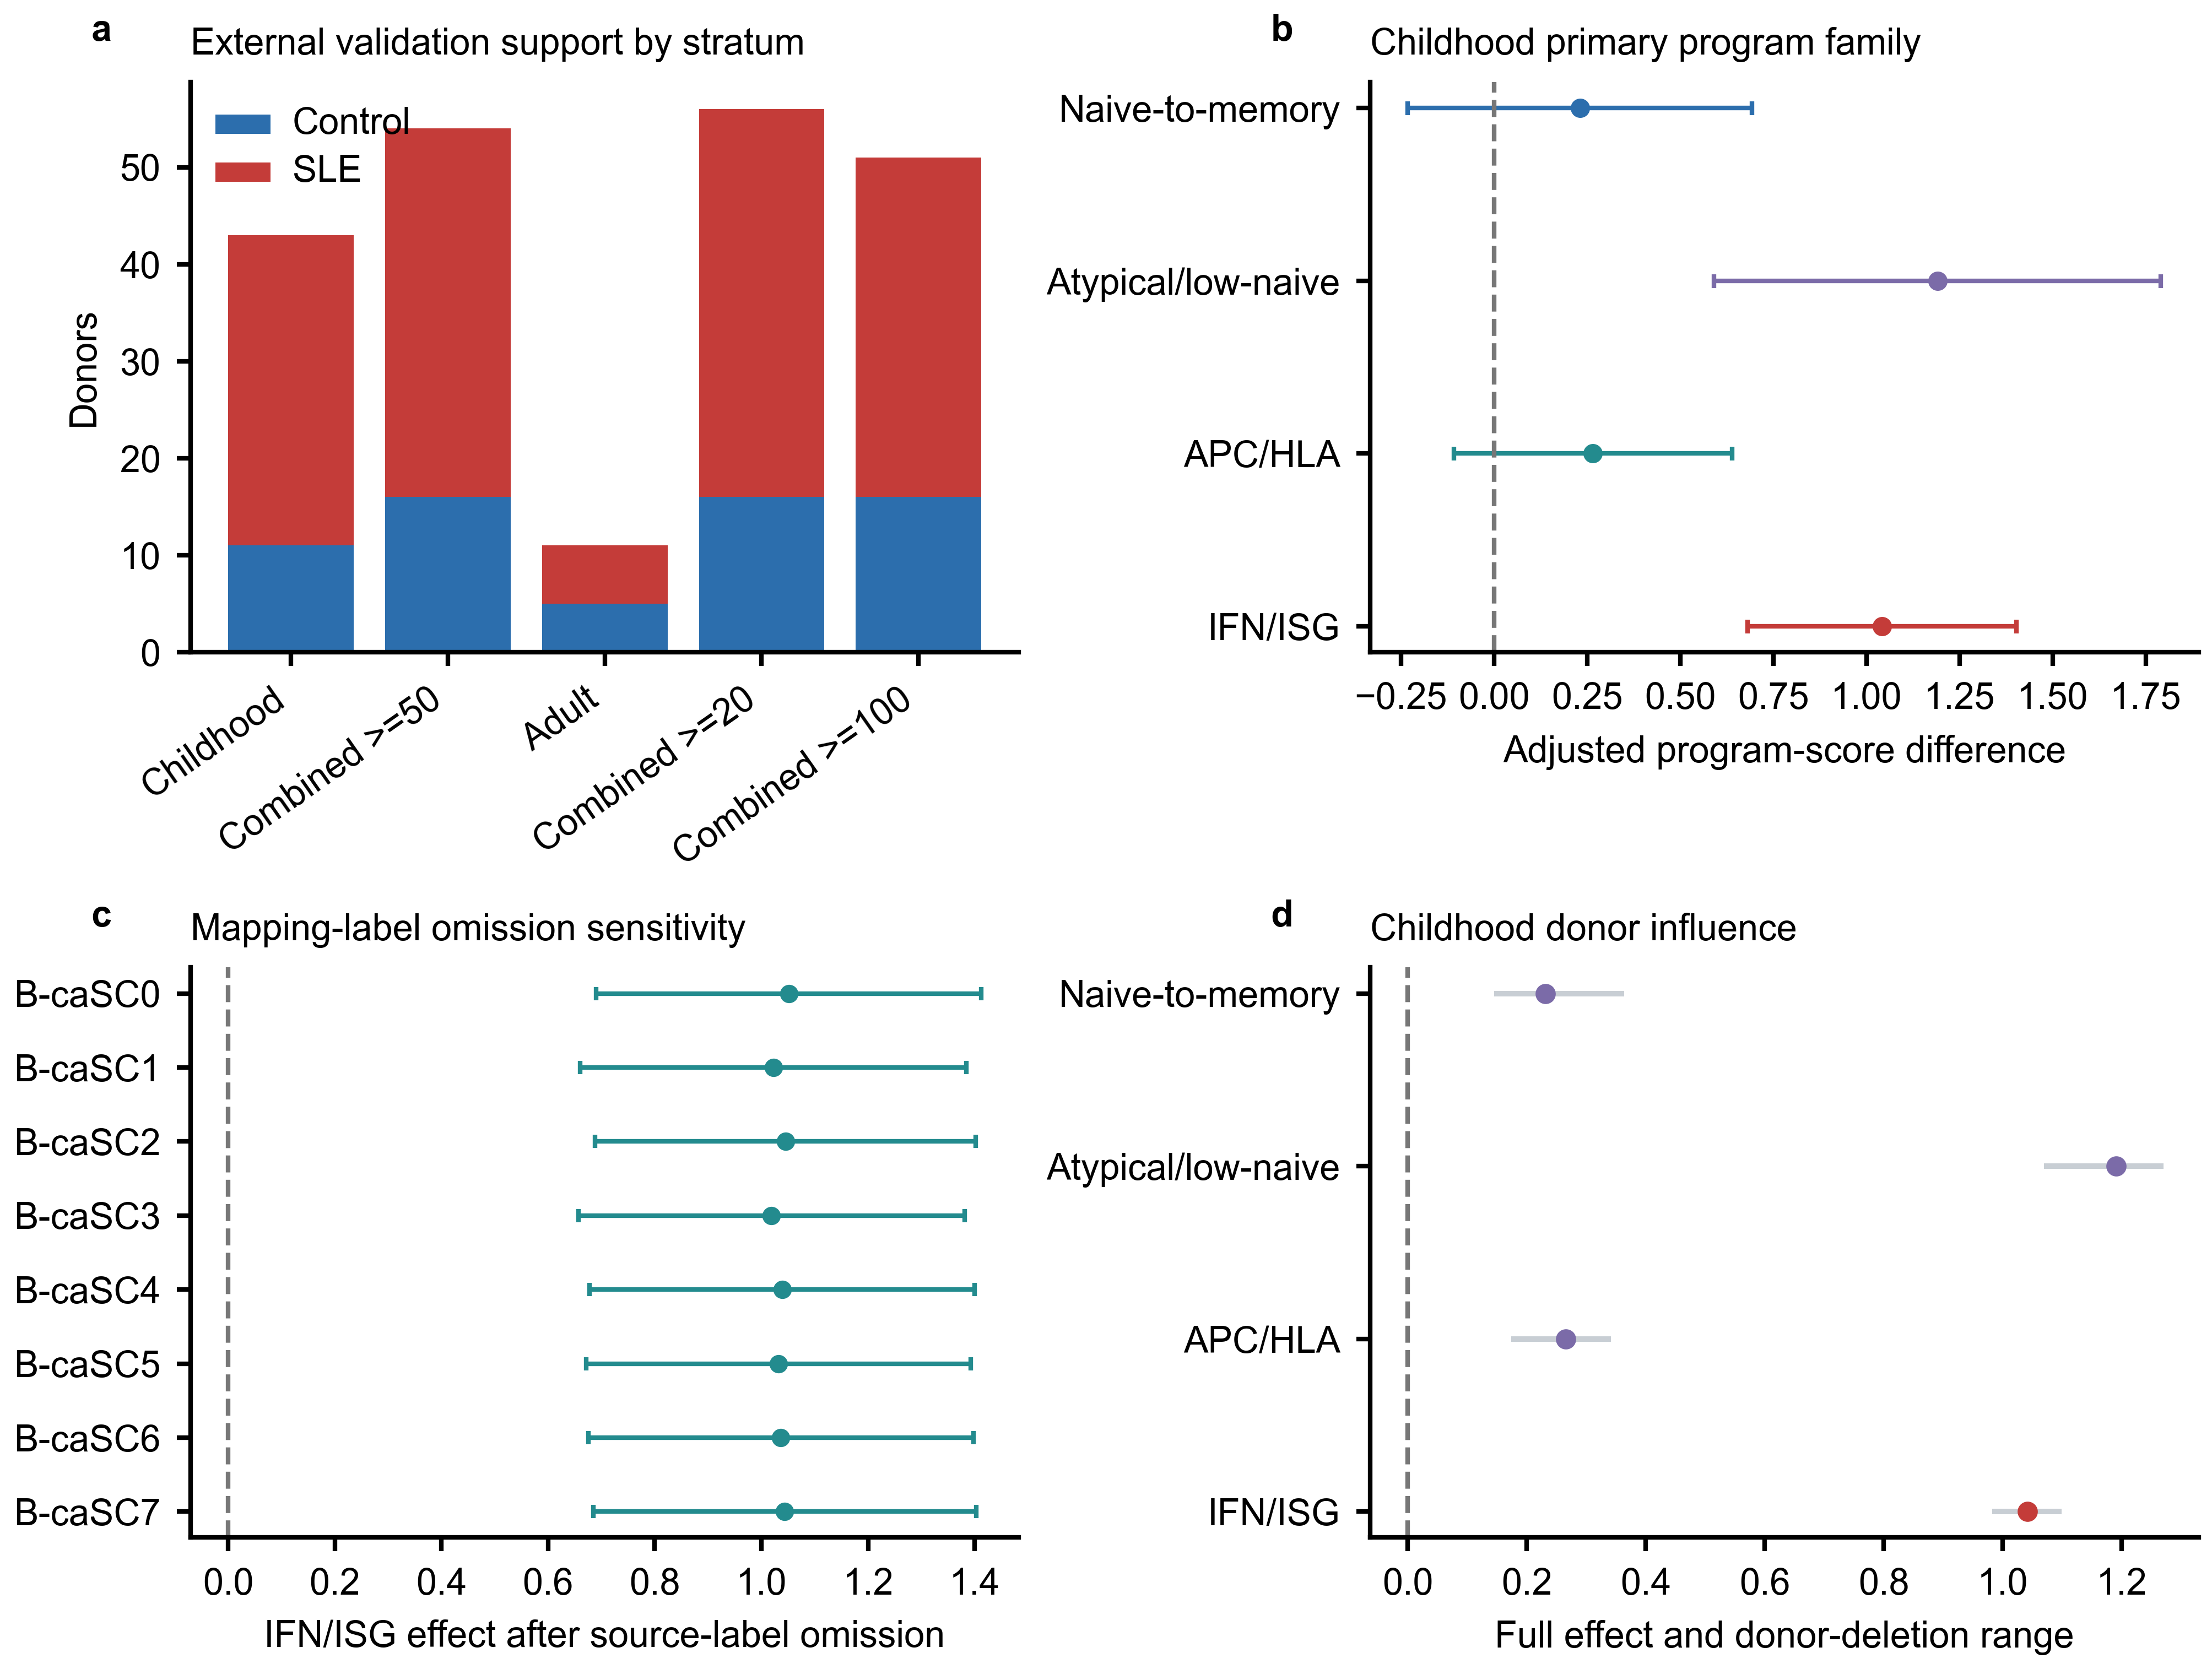 a
External validation support by stratum
Control
SLE
Donors
50
40
30
20
10
0
Childhood
Combined >=50
Adult
Combined >=20
Combined >=100
b
Childhood primary program family
Naive-to-memory
Atypical/low-naive
APC/HLA
IFN/ISG
−0.25 0.00 0.25 0.50 0.75 1.00 1.25 1.50 1.75
Adjusted program-score difference
c
Mapping-label omission sensitivity
B-caSC0
B-caSC1
B-caSC2
B-caSC3
B-caSC4
B-caSC5
B-caSC6
B-caSC7
0.0 0.2 0.4 0.6 0.8 1.0 1.2 1.4
IFN/ISG effect after source-label omission
d
Childhood donor influence
Naive-to-memory
Atypical/low-naive
APC/HLA
IFN/ISG
0.0 0.2 0.4 0.6 0.8 1.0 1.2
Full effect and donor-deletion range